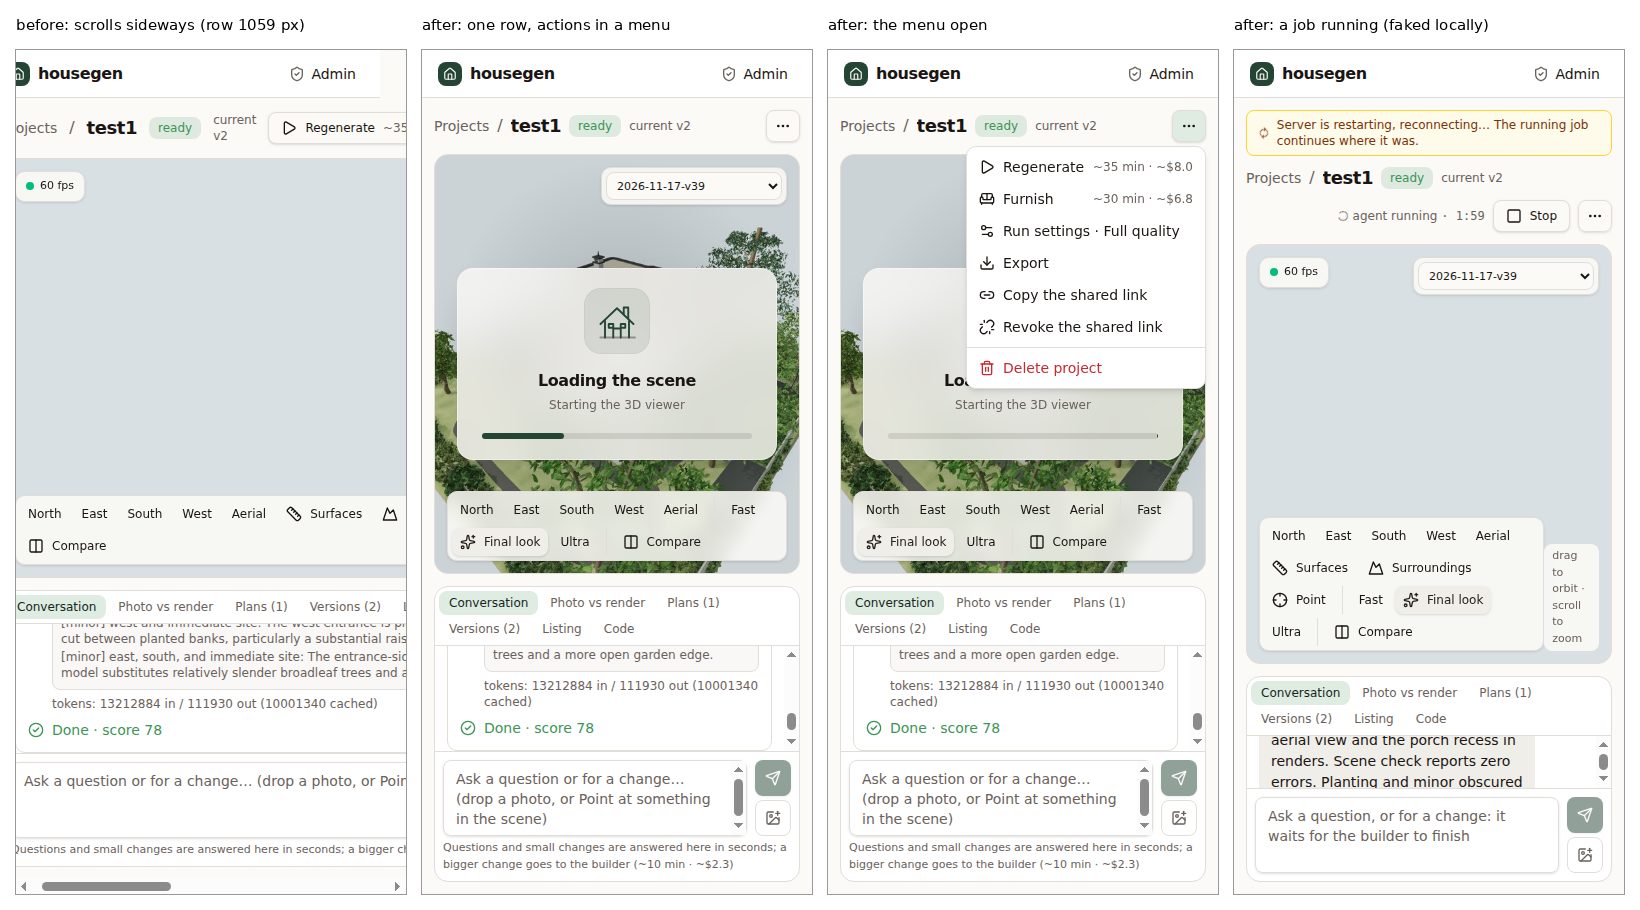 before: scrolls sideways (row 1059 px)
housegen
Admin
ojects / test1 ready current v2 Regenerate ~35
60 fps
North East South West Aerial Surfaces
Compare
Conversation Photo vs render Plans (1) Versions (2) L
[minor] west and immediate site: The west entrance is p
cut between planted banks, particularly a substantial rais
[minor] east, south, and immediate site: The entrance-sid
model substitutes relatively slender broadleaf trees and a
tokens: 13212884 in / 111930 out (10001340 cached)
Done · score 78
Ask a question or for a change... (drop a photo, or Poin
Questions and small changes are answered here in seconds; a bigger ch
after: one row, actions in a menu
housegen
Admin
Projects / test1 ready current v2
2026-11-17-v39
Loading the scene
Starting the 3D viewer
North East South West Aerial Fast
Final look Ultra Compare
Conversation Photo vs render Plans (1)
Versions (2) Listing Code
trees and a more open garden edge.
tokens: 13212884 in / 111930 out (10001340
cached)
Done · score 78
Ask a question or for a change...
(drop a photo, or Point at something
in the scene)
Questions and small changes are answered here in seconds; a
bigger change goes to the builder (~10 min · ~$2.3)
after: the menu open
housegen
Admin
Projects / test1 ready current v2
Regenerate ~35 min · ~$8.0
Furnish ~30 min · ~$6.8
Run settings · Full quality
Export
Copy the shared link
Revoke the shared link
Delete project
Loa
Starting the 3D viewer
North East South West Aerial Fast
Final look Ultra Compare
Conversation Photo vs render Plans (1)
Versions (2) Listing Code
trees and a more open garden edge.
tokens: 13212884 in / 111930 out (10001340
cached)
Done · score 78
Ask a question or for a change...
(drop a photo, or Point at something
in the scene)
Questions and small changes are answered here in seconds; a
bigger change goes to the builder (~10 min · ~$2.3)
after: a job running (faked locally)
housegen
Admin
Server is restarting, reconnecting... The running job
continues where it was.
Projects / test1 ready current v2
agent running · 1:59 Stop
60 fps
2026-11-17-v39
North East South West Aerial
Surfaces Surroundings
Point Fast Final look
Ultra Compare
drag
to
orbit ·
scroll
to
zoom
Conversation Photo vs render Plans (1)
Versions (2) Listing Code
aerial view and the porch recess in
renders. Scene check reports zero
errors. Planting and minor obscured
Ask a question, or for a change: it
waits for the builder to finish